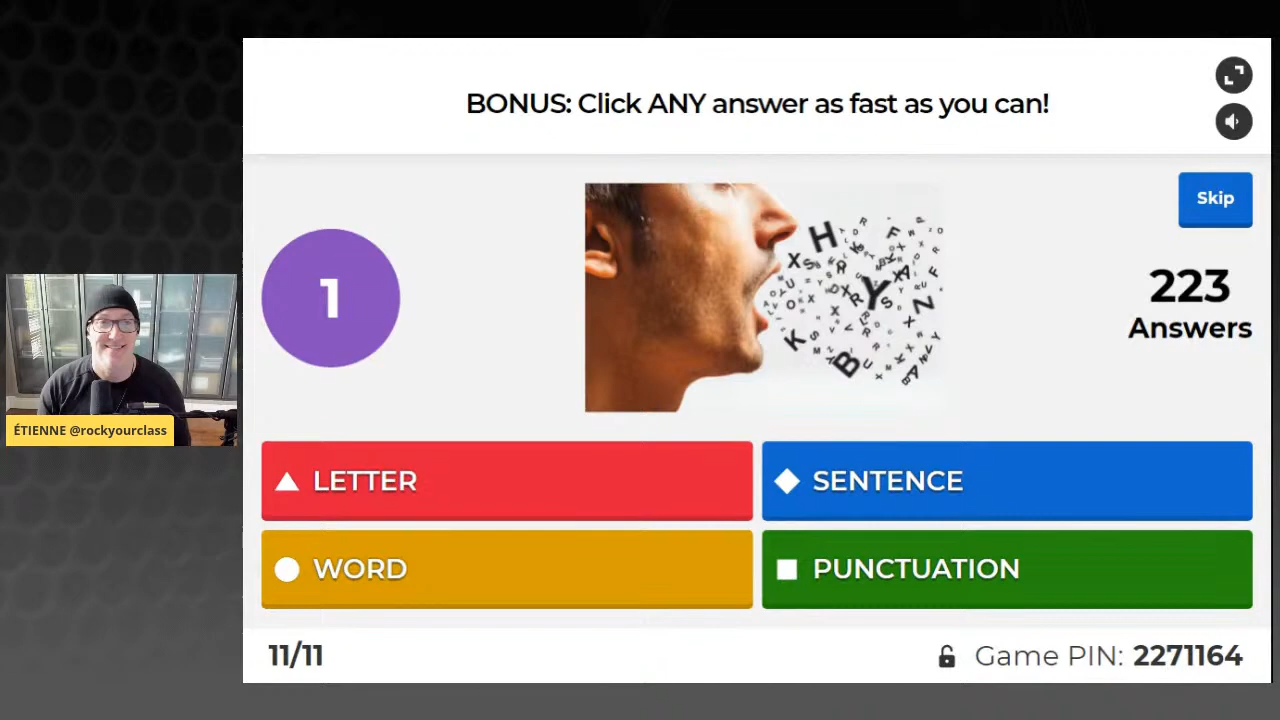 BONUS: Click ANY answer as fast as you can!
Skip
1
223
Answers
ÉTIENNE @rockyourclass
LETTER
SENTENCE
WORD
PUNCTUATION
11/11
Game PIN: 2271164